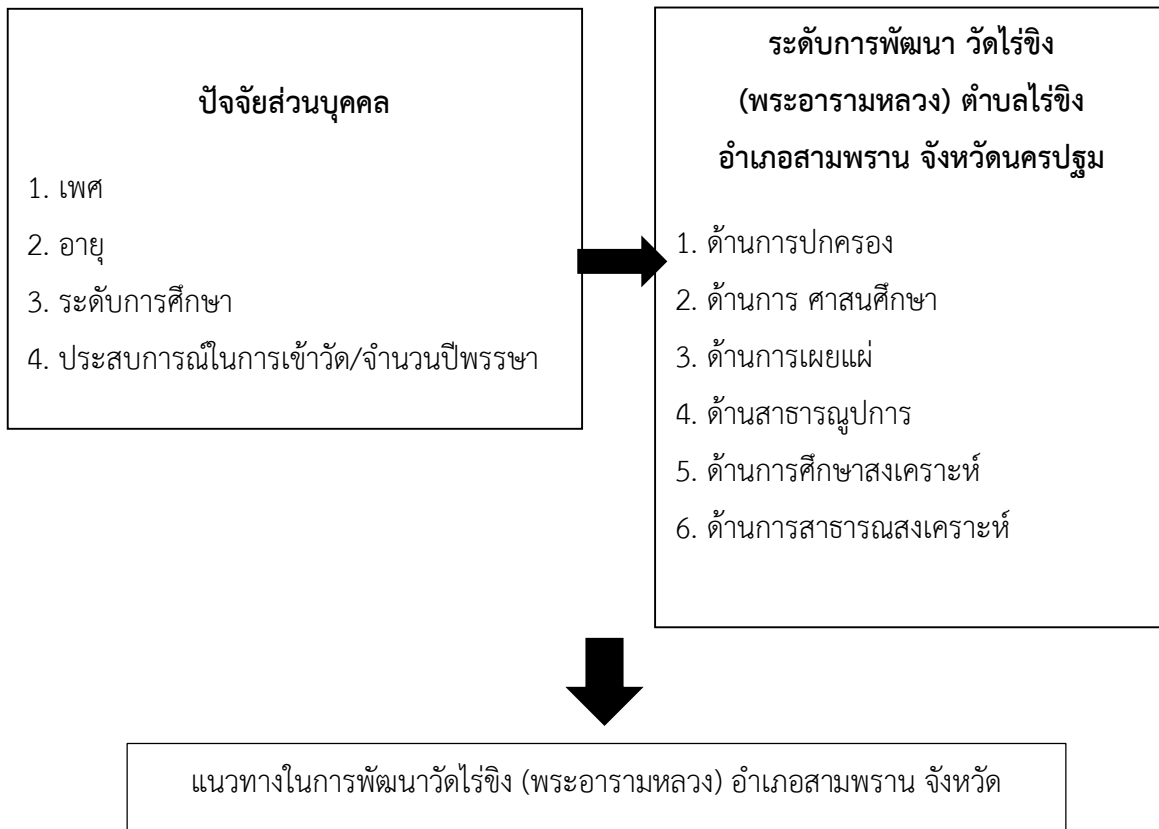 ปัจจัยส่วนบุคคล
1. เพศ
2. อายุ
3. ระดับการศึกษา
4. ประสบการณ์ในการเข้าวัด/จำนวนปีพรรษา
ระดับการพัฒนา วัดไร่ขิง
(พระอารามหลวง) ตำบลไร่ขิง
อำเภอสามพราน จังหวัดนครปฐม
1. ด้านการปกครอง
2. ด้านการ ศาสนศึกษา
3. ด้านการเผยแผ่
4. ด้านสาธารณูปการ
5. ด้านการศึกษาสงเคราะห์
6. ด้านการสาธารณสงเคราะห์
แนวทางในการพัฒนาวัดไร่ขิง (พระอารามหลวง) อำเภอสามพราน จังหวัด